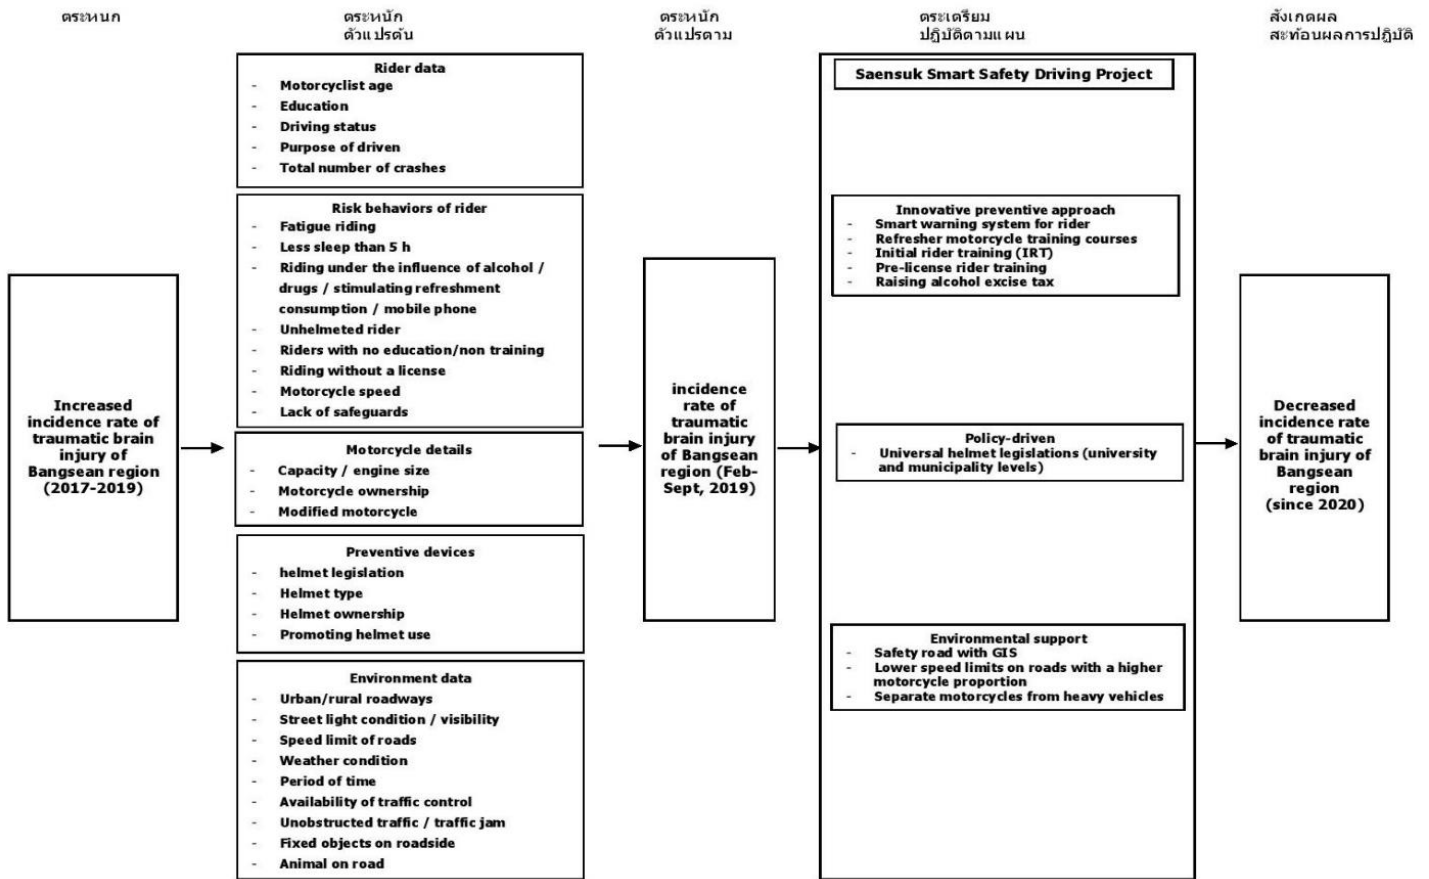 ตระหนก
ตระหนัก
ตัวแปรต้น
ตระหนัก
ตัวแปรตาม
ตระเตรียม
ปฏิบัติตามแผน
สังเกตผล
สะท้อนผลการปฏิบัติ
Increased
incidence rate of
traumatic brain
injury of
Bangsean region
(2017-2019)
Rider data
- Motorcyclist age
- Education
- Driving status
- Purpose of driven
- Total number of crashes
Risk behaviors of rider
- Fatigue riding
- Less sleep than 5 h
- Riding under the influence of alcohol /
drugs / stimulating refreshment
consumption / mobile phone
- Unhelmeted rider
- Riders with no education/non training
- Riding without a license
- Motorcycle speed
- Lack of safeguards
Motorcycle details
- Capacity / engine size
- Motorcycle ownership
- Modified motorcycle
Preventive devices
- helmet legislation
- Helmet type
- Helmet ownership
- Promoting helmet use
Environment data
- Urban/rural roadways
- Street light condition / visibility
- Speed limit of roads
- Weather condition
- Period of time
- Availability of traffic control
- Unobstructed traffic / traffic jam
- Fixed objects on roadside
- Animal on road
incidence
rate of
traumatic
brain injury
of Bangsean
region (Feb-
Sept, 2019)
Saensuk Smart Safety Driving Project
Innovative preventive approach
- Smart warning system for rider
- Refresher motorcycle training courses
- Initial rider training (IRT)
- Pre-license rider training
- Raising alcohol excise tax
Policy-driven
- Universal helmet legislations (university
and municipality levels)
Environmental support
- Safety road with GIS
- Lower speed limits on roads with a higher
motorcycle proportion
- Separate motorcycles from heavy vehicles
Decreased
incidence rate
of traumatic
brain injury of
Bangsean
region
(since 2020)